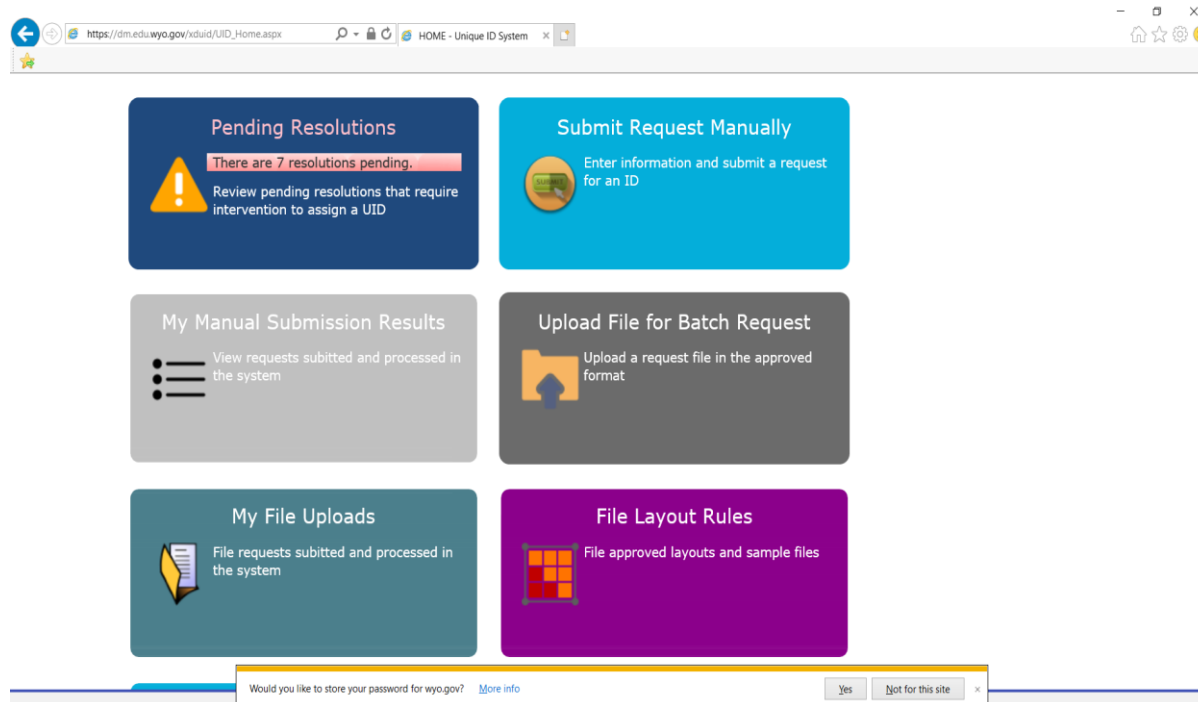 https://dm.edu.wyo.gov/xduid/UID_Home.aspx
HOME - Unique ID System
Pending Resolutions
There are 7 resolutions pending.
Review pending resolutions that require
intervention to assign a UID
Submit Request Manually
Enter information and submit a request
for an ID
SUBMIT
My Manual Submission Results
View requests subitted and processed in
the system
Upload File for Batch Request
Upload a request file in the approved
format
My File Uploads
File requests subitted and processed in
the system
File Layout Rules
File approved layouts and sample files
Would you like to store your password for wyo.gov? More info
Yes
Not for this site